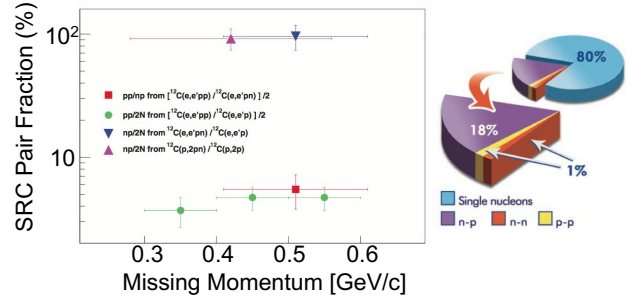 SRC Pair Fraction (%)
10²
10
pp/np from [¹²C(e,e'pp) /¹²C(e,e'pn) ] /2
pp/2N from [¹²C(e,e'pp) /¹²C(e,e'p) ] /2
np/2N from ¹²C(e,e'pn) /¹²C(e,e'p)
np/2N from ¹²C(p,2pn) /¹²C(p,2p)
0.3 0.4 0.5 0.6
Missing Momentum [GeV/c]
80%
18%
1%
Single nucleons
n-p n-n p-p